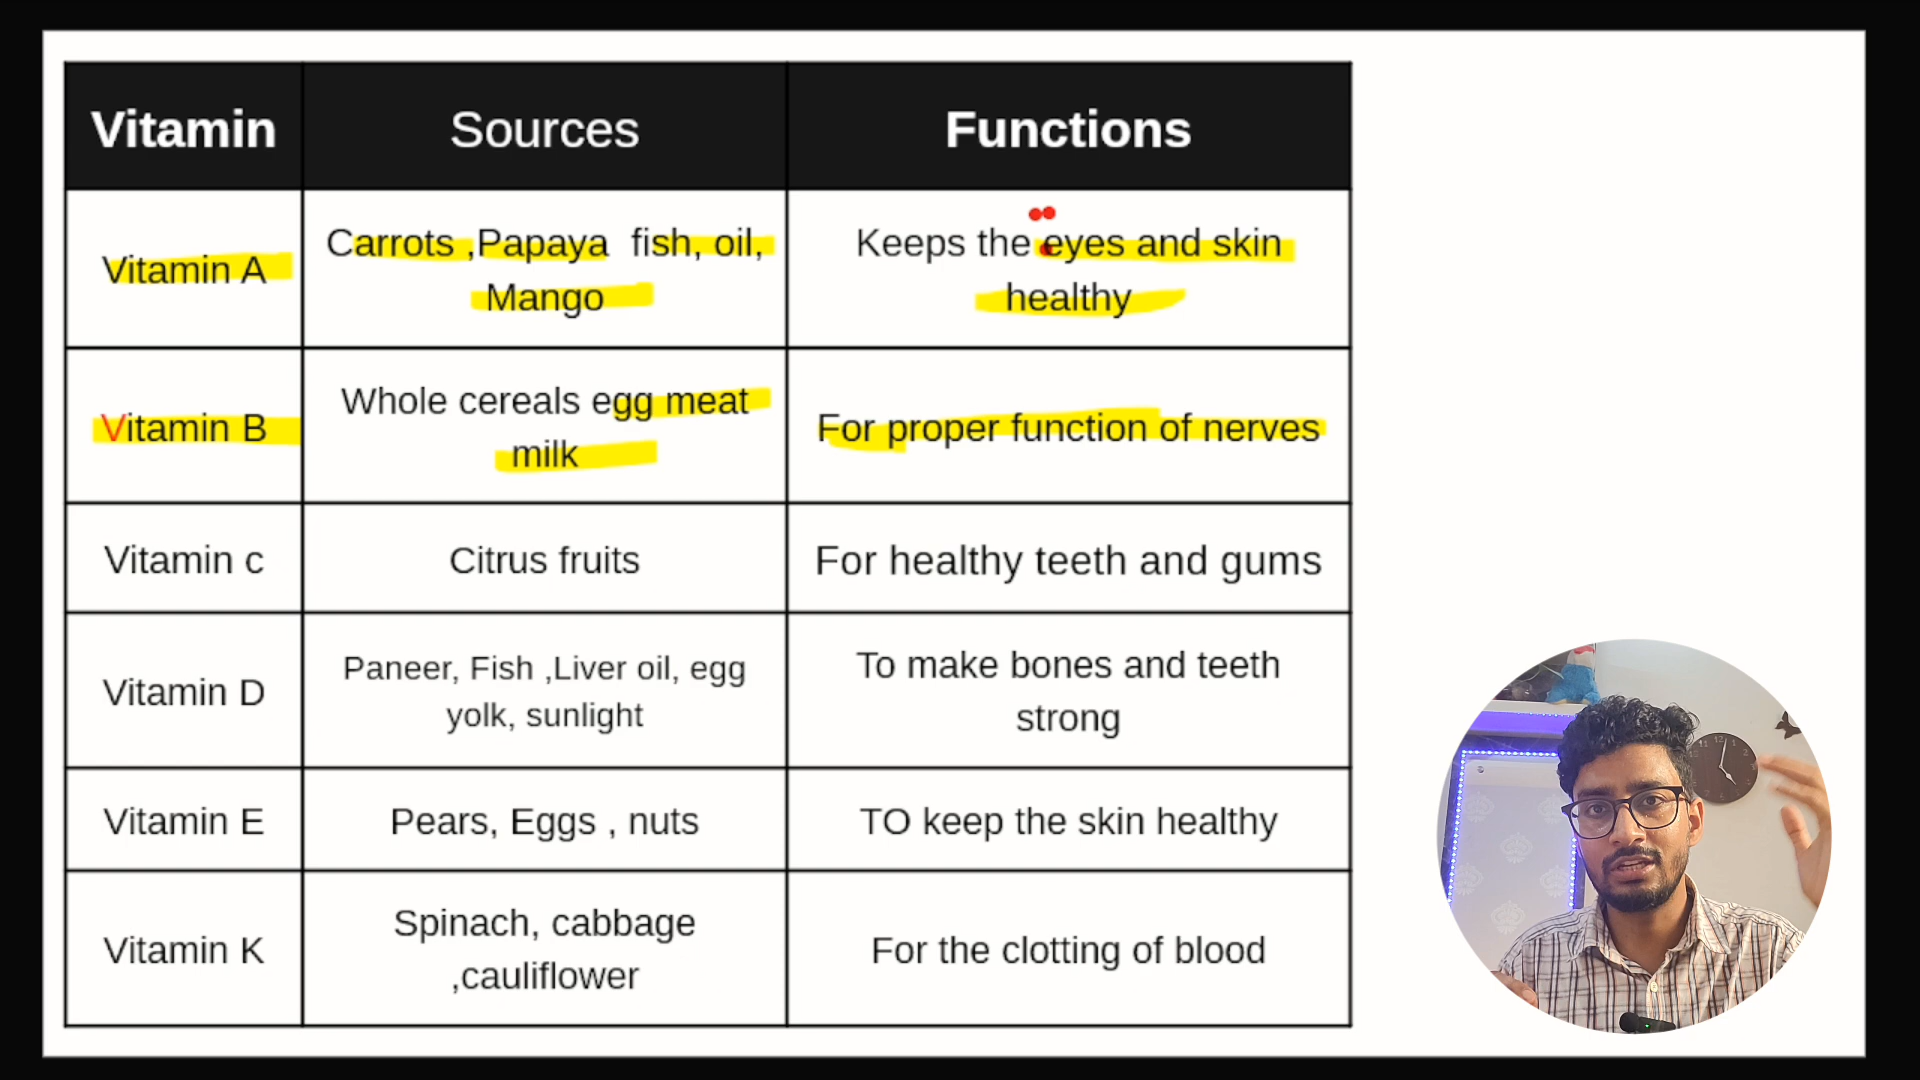 Vitamin Sources Functions
Vitamin A
Carrots ,Papaya fish, oil,
Mango
Keeps the eyes and skin
healthy
Vitamin B
Whole cereals egg meat
milk
For proper function of nerves
Vitamin c
Citrus fruits
For healthy teeth and gums
Vitamin D
Paneer, Fish ,Liver oil, egg
yolk, sunlight
To make bones and teeth
strong
Vitamin E
Pears, Eggs , nuts
TO keep the skin healthy
Vitamin K
Spinach, cabbage
,cauliflower
For the clotting of blood